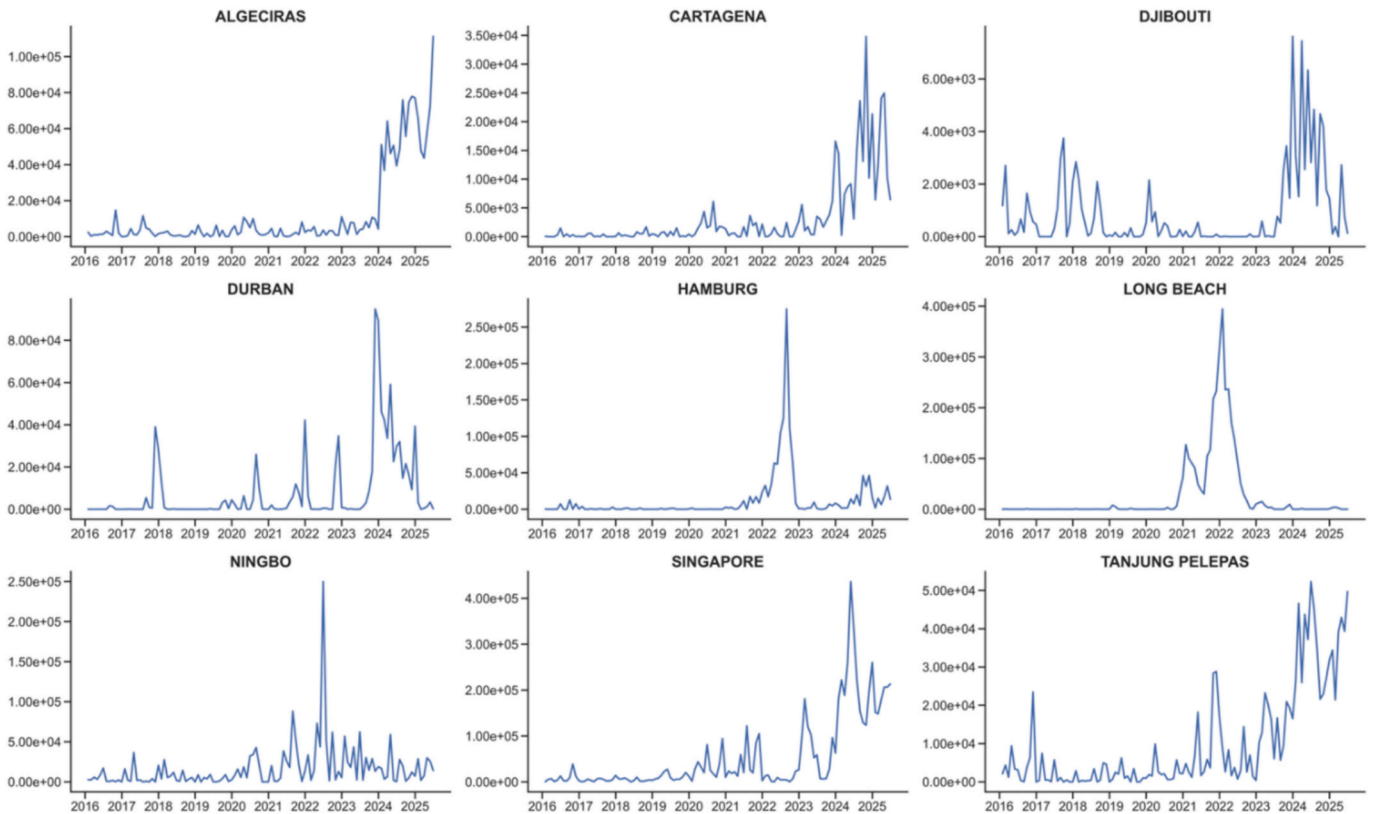 ALGECIRAS
1.00e+05
8.00e+04
6.00e+04
4.00e+04
2.00e+04
0.00e+00
2016 2017 2018 2019 2020 2021 2022 2023 2024 2025
CARTAGENA
3.50e+04
3.00e+04
2.50e+04
2.00e+04
1.50e+04
1.00e+04
5.00e+03
0.00e+00
2016 2017 2018 2019 2020 2021 2022 2023 2024 2025
DJIBOUTI
6.00e+03
4.00e+03
2.00e+03
0.00e+00
2016 2017 2018 2019 2020 2021 2022 2023 2024 2025
DURBAN
8.00e+04
6.00e+04
4.00e+04
2.00e+04
0.00e+00
2016 2017 2018 2019 2020 2021 2022 2023 2024 2025
HAMBURG
2.50e+05
2.00e+05
1.50e+05
1.00e+05
5.00e+04
0.00e+00
2016 2017 2018 2019 2020 2021 2022 2023 2024 2025
LONG BEACH
4.00e+05
3.00e+05
2.00e+05
1.00e+05
0.00e+00
2016 2017 2018 2019 2020 2021 2022 2023 2024 2025
NINGBO
2.50e+05
2.00e+05
1.50e+05
1.00e+05
5.00e+04
0.00e+00
2016 2017 2018 2019 2020 2021 2022 2023 2024 2025
SINGAPORE
4.00e+05
3.00e+05
2.00e+05
1.00e+05
0.00e+00
2016 2017 2018 2019 2020 2021 2022 2023 2024 2025
TANJUNG PELEPAS
5.00e+04
4.00e+04
3.00e+04
2.00e+04
1.00e+04
0.00e+00
2016 2017 2018 2019 2020 2021 2022 2023 2024 2025